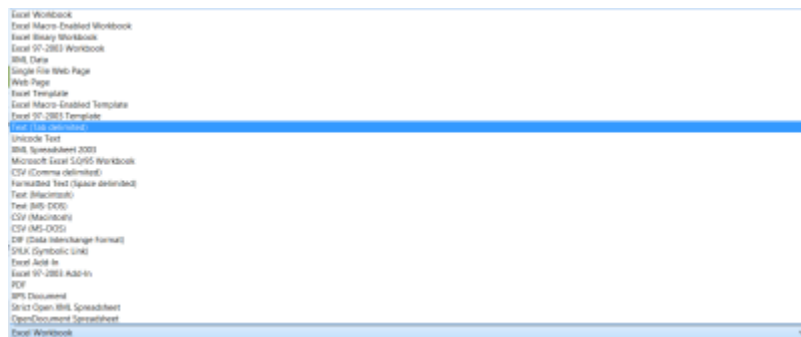 Excel Workbook
Excel Macro-Enabled Workbook
Excel Binary Workbook
Excel 97-2003 Workbook
XML Data
Single File Web Page
Web Page
Excel Template
Excel Macro-Enabled Template
Excel 97-2003 Template
Text (Tab delimited)
Unicode Text
XML Spreadsheet 2003
Microsoft Excel 5.0/95 Workbook
CSV (Comma delimited)
Formatted Text (Space delimited)
Text (Macintosh)
Text (MS-DOS)
CSV (Macintosh)
CSV (MS-DOS)
DIF (Data Interchange Format)
SYLK (Symbolic Link)
Excel Add-In
Excel 97-2003 Add-In
PDF
XPS Document
Strict Open XML Spreadsheet
OpenDocument Spreadsheet
Excel Workbook